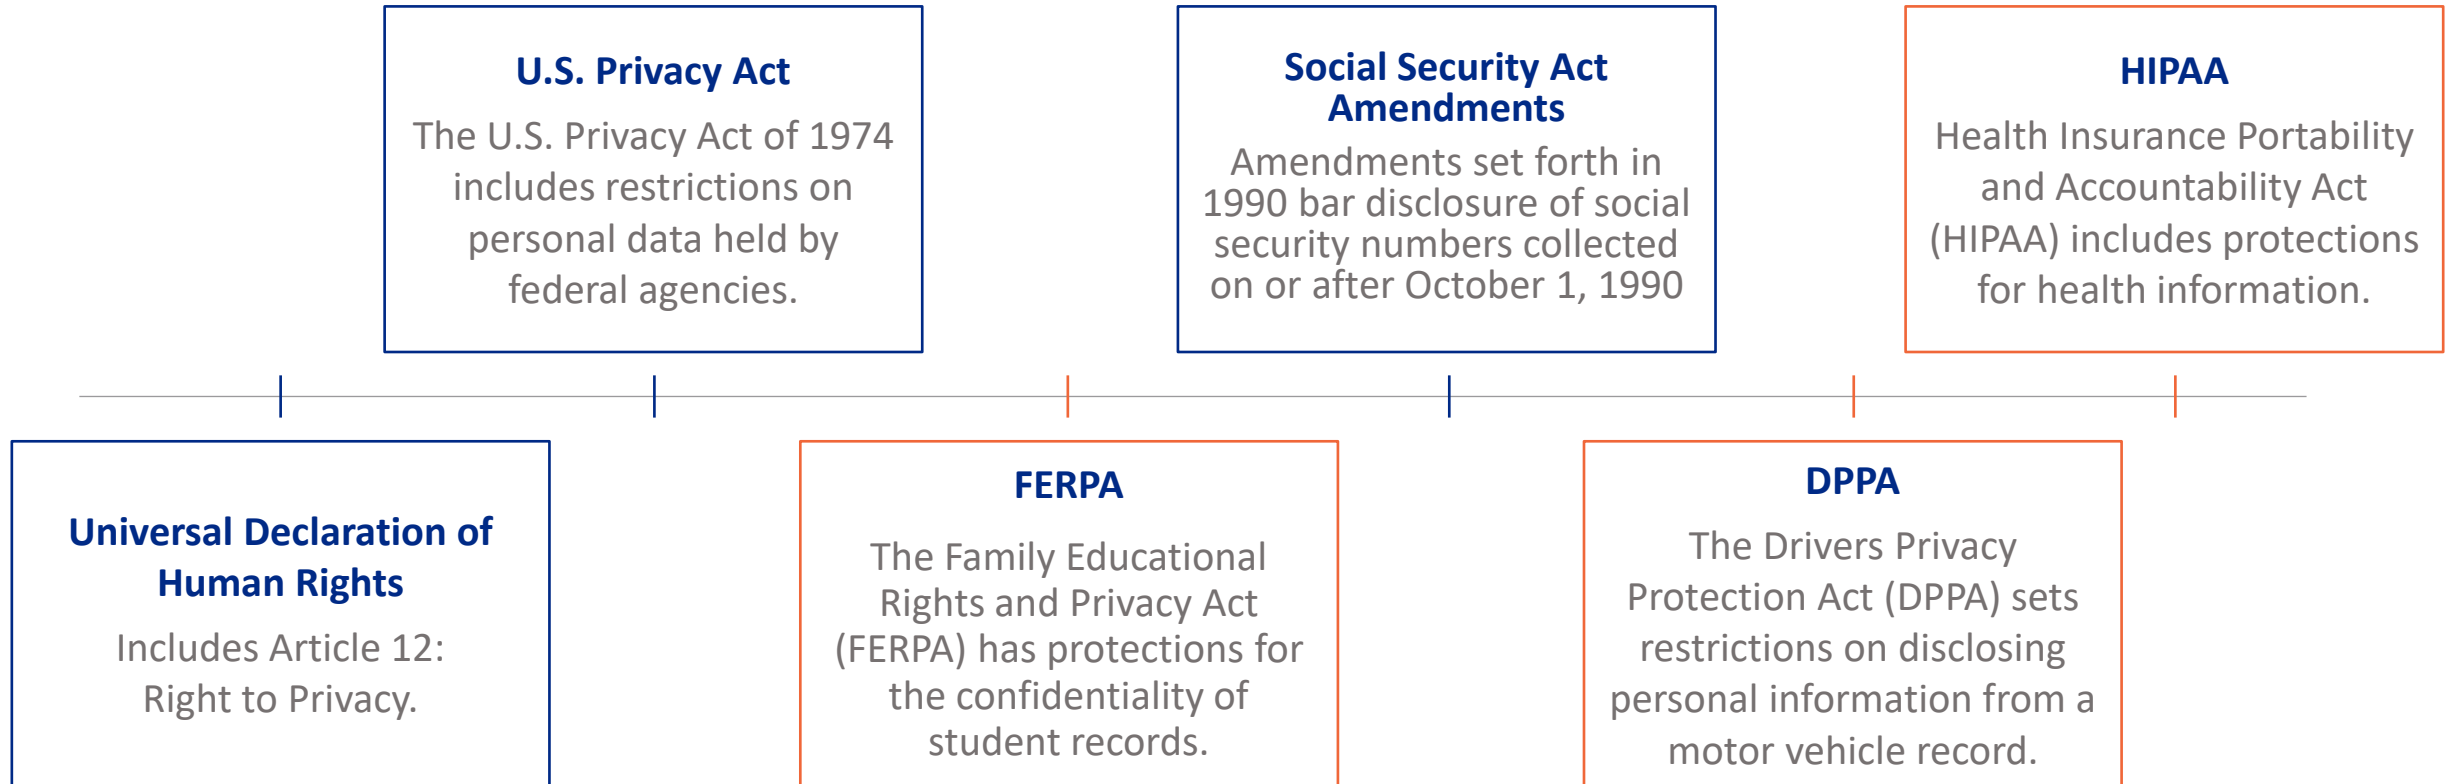 U.S. Privacy Act
The U.S. Privacy Act of 1974
includes restrictions on
personal data held by
federal agencies.
Social Security Act
Amendments
Amendments set forth in
1990 bar disclosure of social
security numbers collected
on or after October 1, 1990
HIPAA
Health Insurance Portability
and Accountability Act
(HIPAA) includes protections
for health information.
Universal Declaration of
Human Rights
Includes Article 12:
Right to Privacy.
FERPA
The Family Educational
Rights and Privacy Act
(FERPA) has protections for
the confidentiality of
student records.
DPPA
The Drivers Privacy
Protection Act (DPPA) sets
restrictions on disclosing
personal information from a
motor vehicle record.